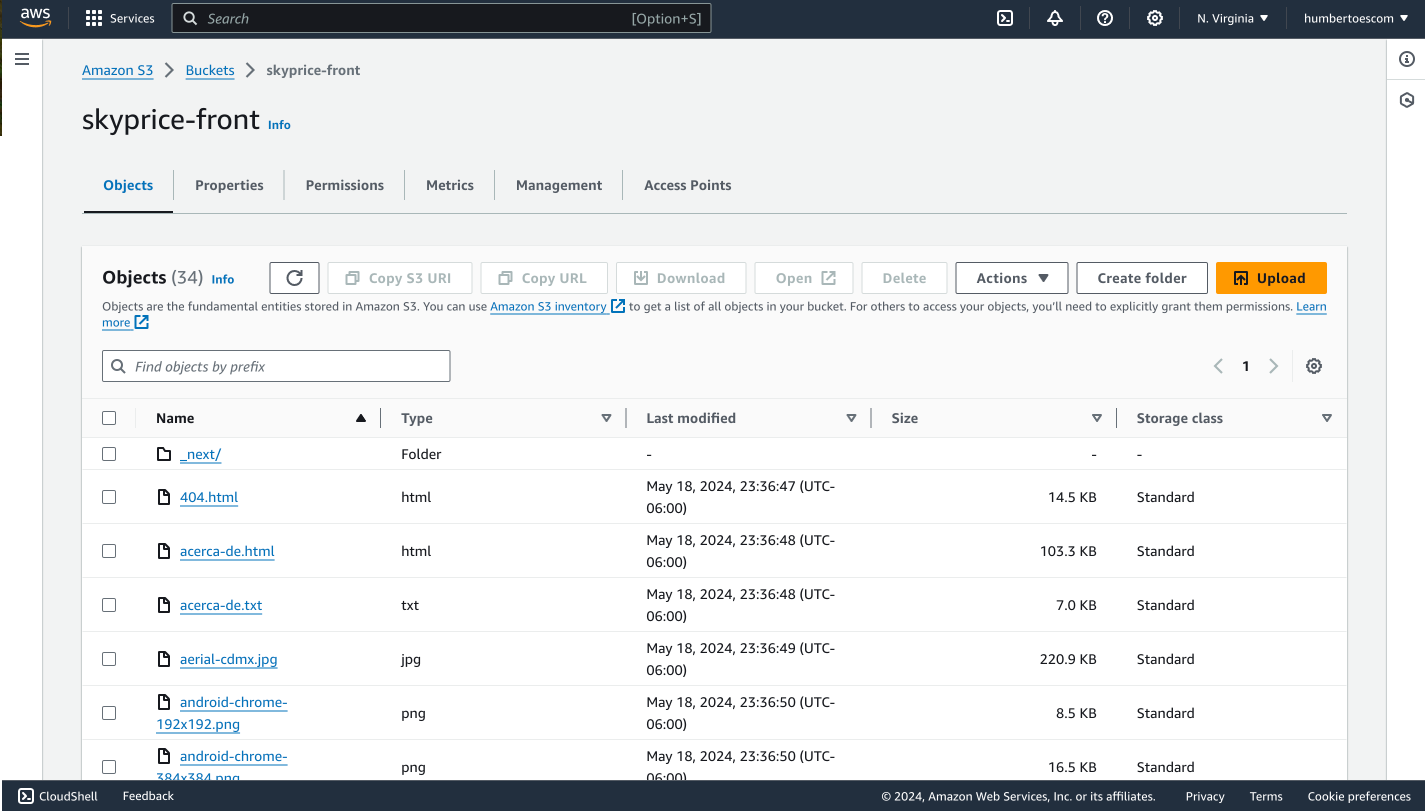 aws Services Search [Option+S] N. Virginia humbertoescom
Amazon S3 Buckets skyprice-front
skyprice-front Info
Objects Properties Permissions Metrics Management Access Points
Objects (34) Info Copy S3 URI Copy URL Download Open Delete Actions Create folder Upload
Objects are the fundamental entities stored in Amazon S3. You can use Amazon S3 inventory to get a list of all objects in your bucket. For others to access your objects, you'll need to explicitly grant them permissions. Learn
more
Find objects by prefix 1
Name Type Last modified Size Storage class
_next/ Folder - - -
404.html html May 18, 2024, 23:36:47 (UTC-
06:00) 14.5 KB Standard
acerca-de.html html May 18, 2024, 23:36:48 (UTC-
06:00) 103.3 KB Standard
acerca-de.txt txt May 18, 2024, 23:36:48 (UTC-
06:00) 7.0 KB Standard
aerial-cdmx.jpg jpg May 18, 2024, 23:36:49 (UTC-
06:00) 220.9 KB Standard
android-chrome- May 18, 2024, 23:36:50 (UTC-
192x192.png png 06:00) 8.5 KB Standard
android-chrome- May 18, 2024, 23:36:50 (UTC-
384x384.png png 06:00) 16.5 KB Standard
CloudShell Feedback © 2024, Amazon Web Services, Inc. or its affiliates. Privacy Terms Cookie preferences